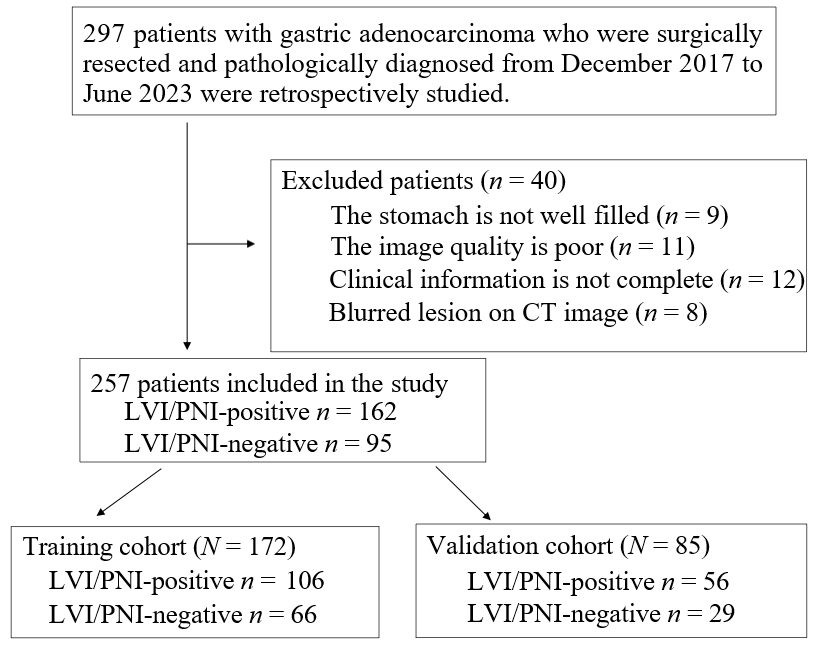 297 patients with gastric adenocarcinoma who were surgically
resected and pathologically diagnosed from December 2017 to
June 2023 were retrospectively studied.
Excluded patients (n = 40)
The stomach is not well filled (n = 9)
The image quality is poor (n = 11)
Clinical information is not complete (n = 12)
Blurred lesion on CT image (n = 8)
257 patients included in the study
LVI/PNI-positive n = 162
LVI/PNI-negative n = 95
Training cohort (N = 172)
LVI/PNI-positive n = 106
LVI/PNI-negative n = 66
Validation cohort (N = 85)
LVI/PNI-positive n = 56
LVI/PNI-negative n = 29